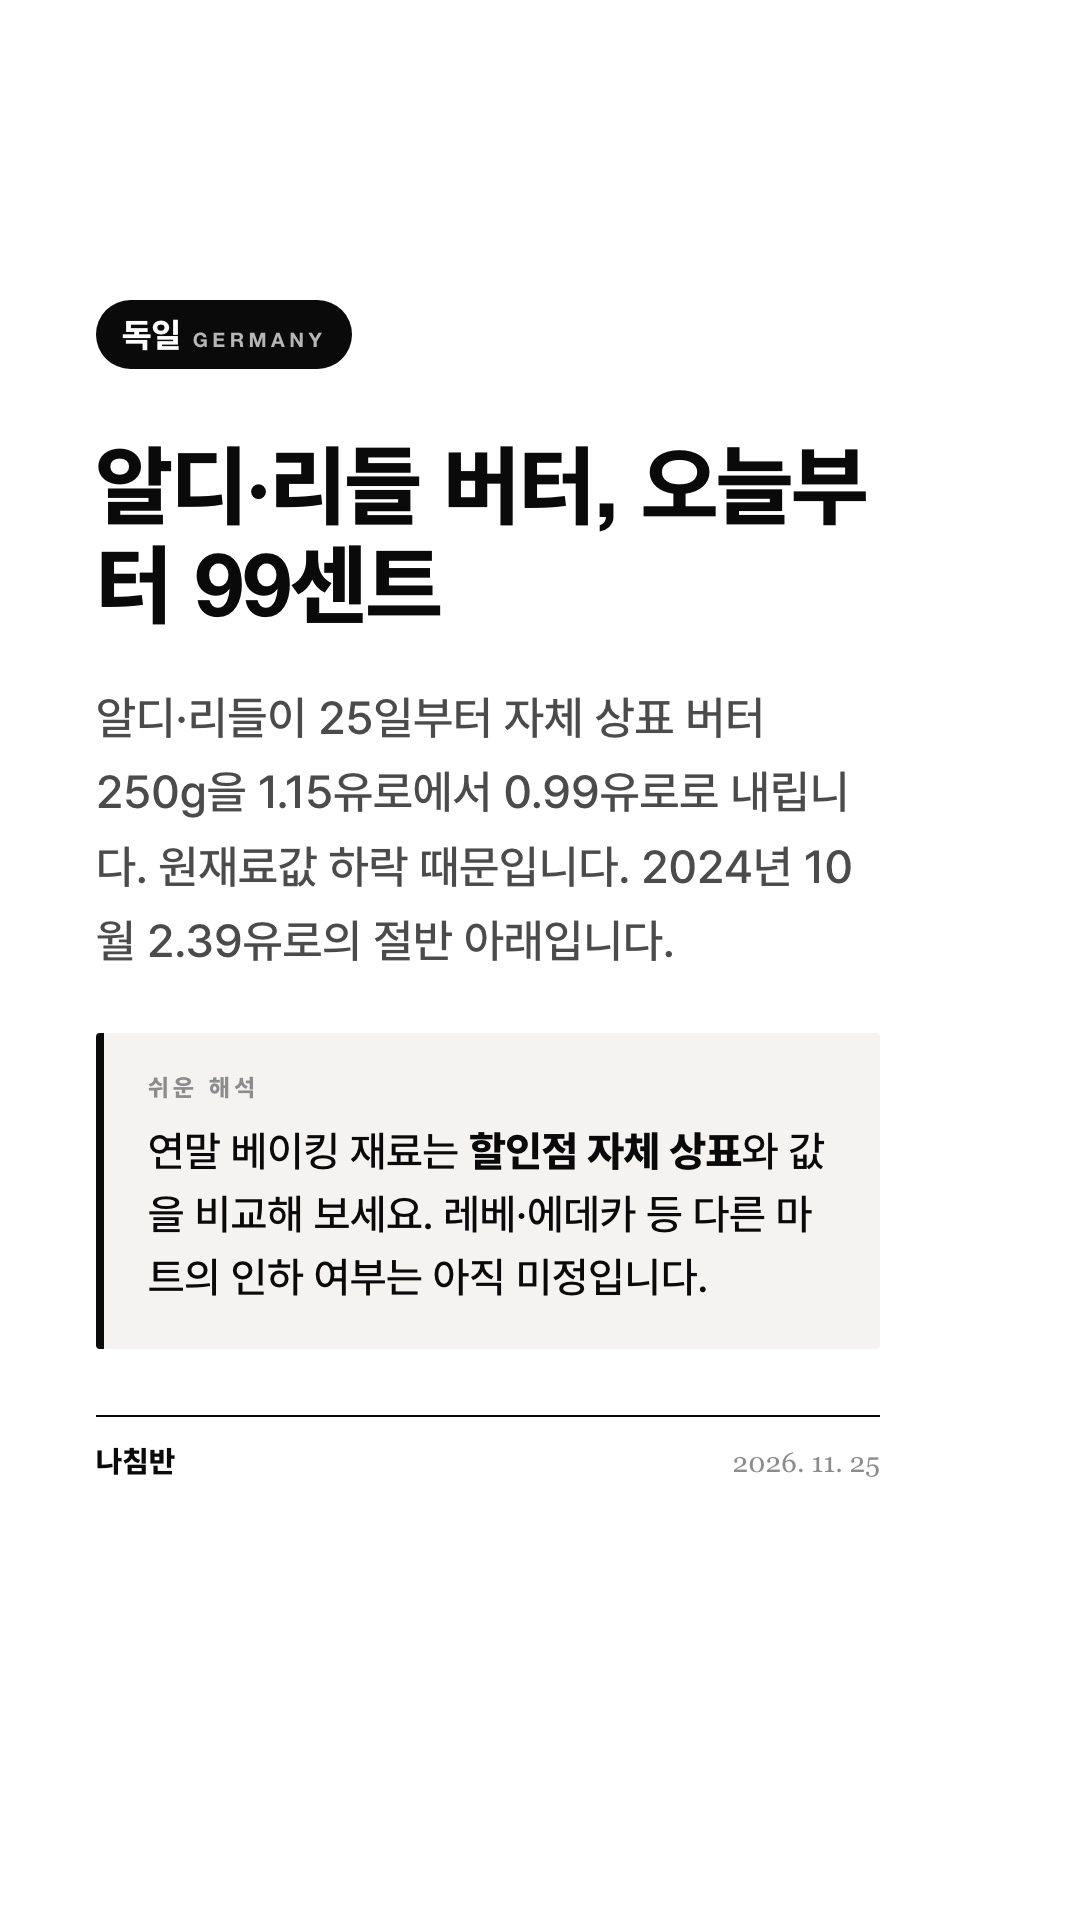 독일 GERMANY
알디·리들 버터, 오늘부
터 99센트
알디·리들이 25일부터 자체 상표 버터
250g을 1.15유로에서 0.99유로로 내립니
다. 원재료값 하락 때문입니다. 2024년 10
월 2.39유로의 절반 아래입니다.
쉬운 해석
연말 베이킹 재료는 할인점 자체 상표와 값
을 비교해 보세요. 레베·에데카 등 다른 마
트의 인하 여부는 아직 미정입니다.
나침반
2026. 11. 25